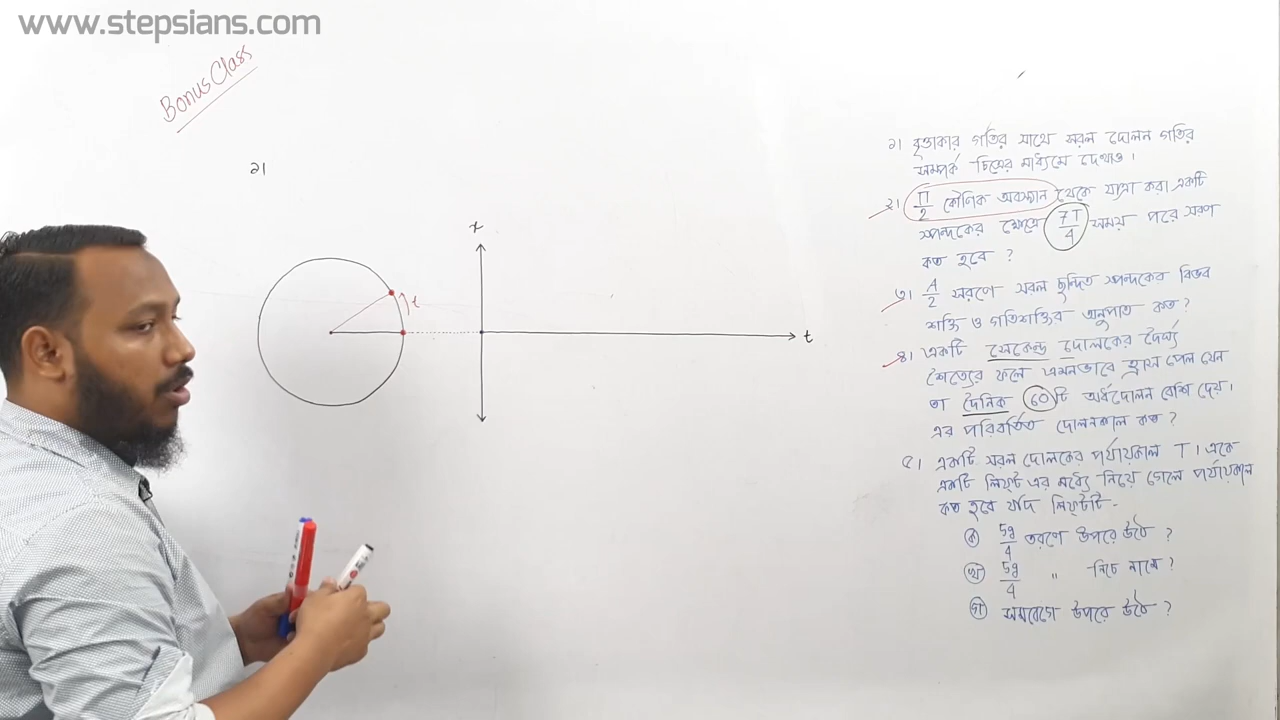 www.stepsians.com
Bonus Class
১।
x
t
t
১। বৃত্তাকার গতির সাথে সরল দোলন গতির
সম্পর্ক চিত্রের মাধ্যমে দেখাও।
২। π/2 কৌণিক অবস্থান থেকে যাত্রা করা একটি
স্পন্দকের ক্ষেত্রে 7T/4 সময় পরে সরণ
কত হবে ?
৩। A/2 সরণে সরল ছন্দিত স্পন্দকের বিভব
শক্তি ও গতিশক্তির অনুপাত কত?
৪। একটি সেকেন্ড দোলকের দৈর্ঘ্য
শৈত্যের ফলে এমনভাবে হ্রাস পেল যেন
তা দৈনিক 60 টি অর্ধদোলন বেশি দেয়।
এর পরিবর্তিত দোলনকাল কত ?
৫। একটি সরল দোলকের পর্যায়কাল T। একে
একটি লিফ্ট এর মধ্যে নিয়ে গেলে পর্যায়কাল
কত হবে যদি লিফ্টটি-
ক 5g/4 ত্বরণে উপরে উঠে ?
খ 5g/4 " নিচে নামে ?
গ সমবেগে উপরে উঠে ?